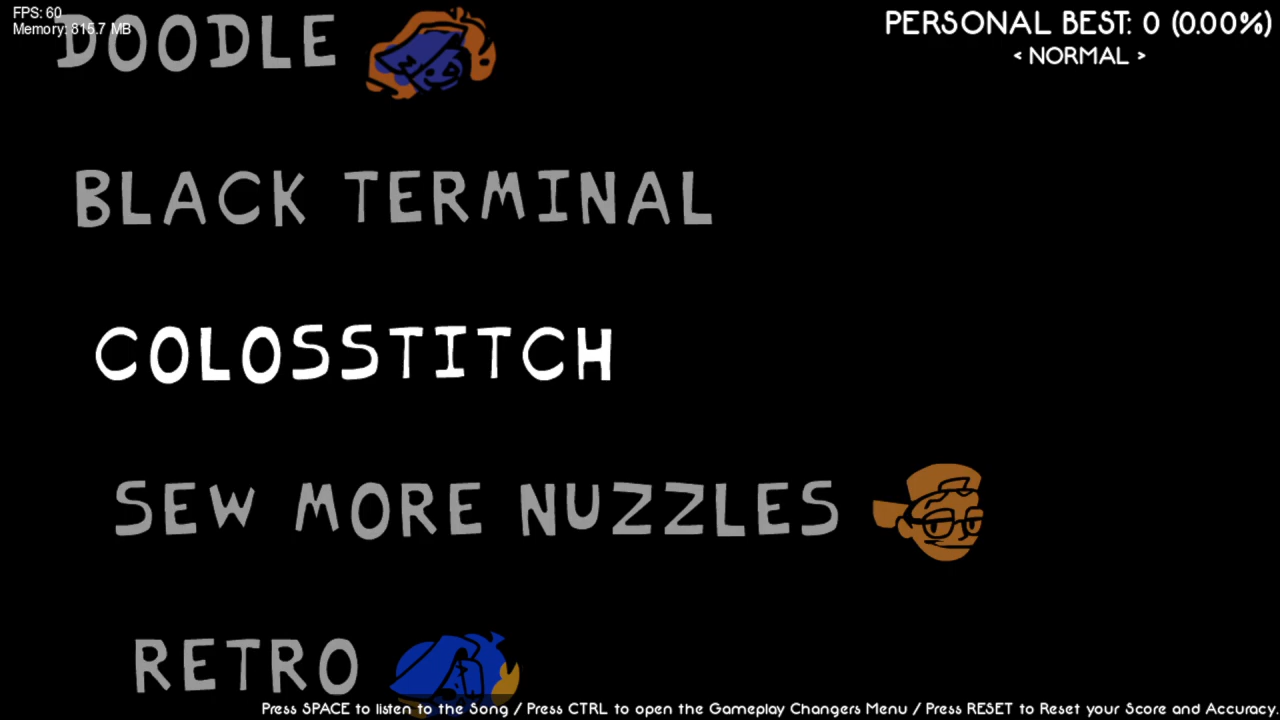 FPS: 60
Memory: 815.7 MB
PERSONAL BEST: 0 (0.00%)
< NORMAL >
DOODLE
BLACK TERMINAL
COLOSSTITCH
SEW MORE NUZZLES
RETRO
Press SPACE to listen to the Song / Press CTRL to open the Gameplay Changers Menu / Press RESET to Reset your Score and Accuracy.